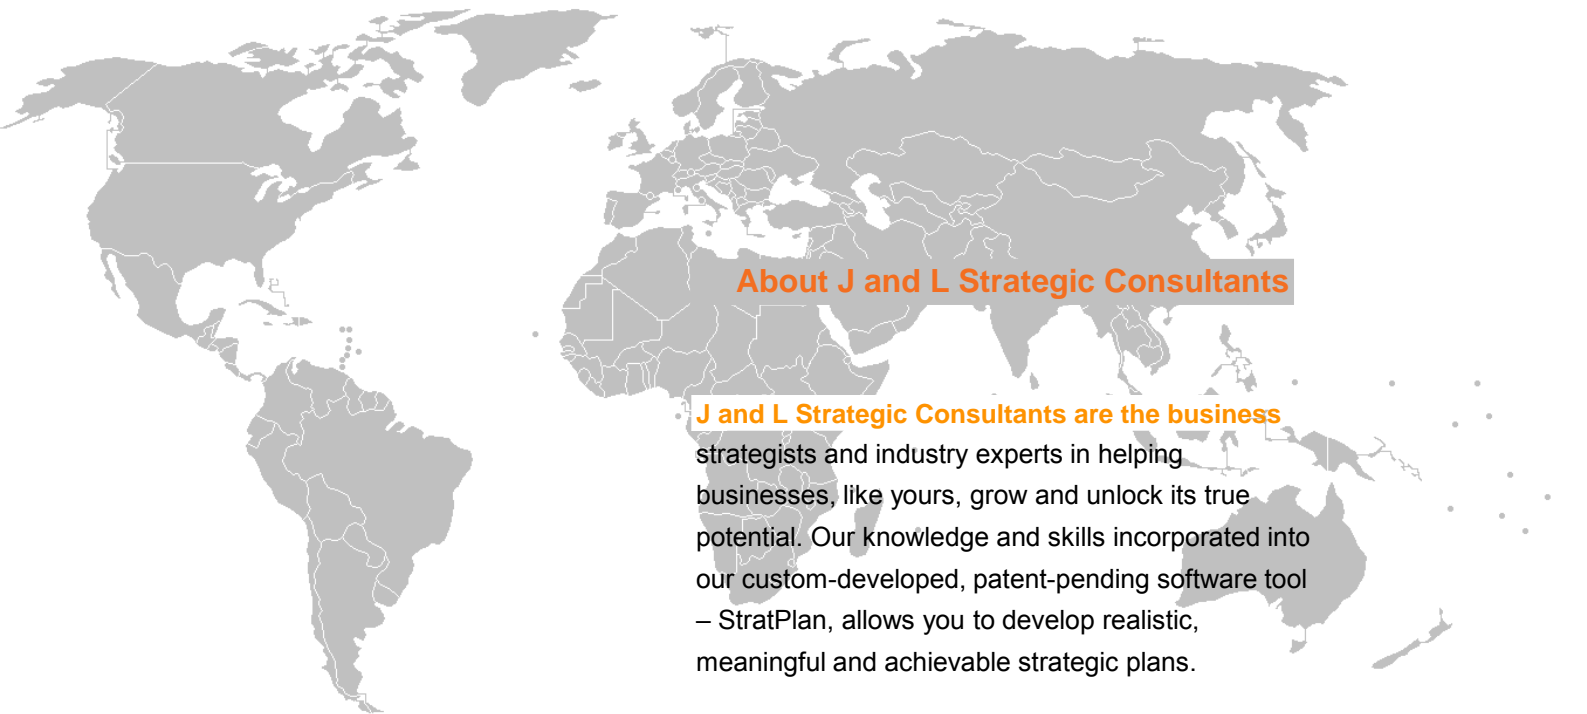 About J and L Strategic Consultants
J and L Strategic Consultants are the business
strategists and industry experts in helping
businesses, like yours, grow and unlock its true
potential. Our knowledge and skills incorporated into
our custom-developed, patent-pending software tool
– StratPlan, allows you to develop realistic,
meaningful and achievable strategic plans.